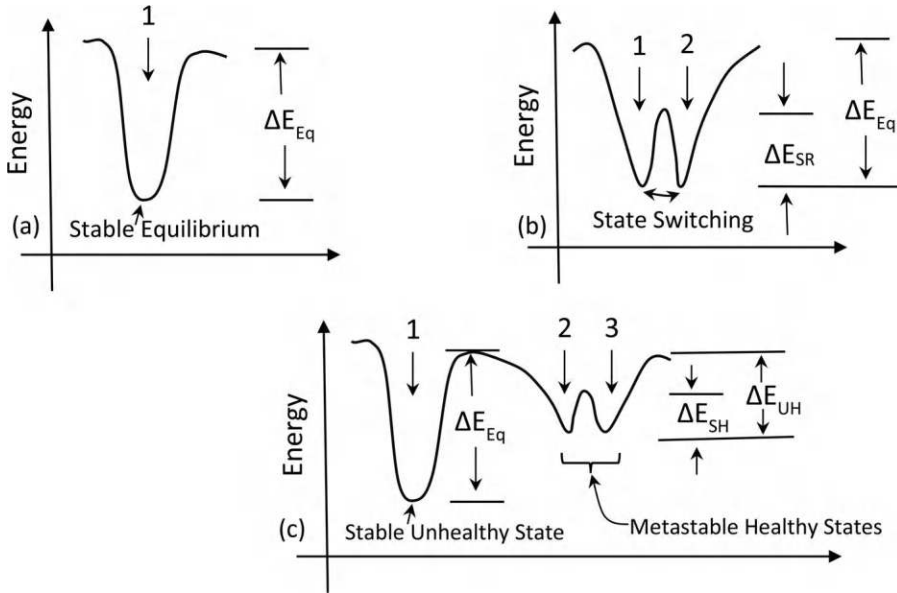 1
Energy
ΔE_Eq
(a)
Stable Equilibrium
1 2
Energy
ΔE_SR
ΔE_Eq
(b)
State Switching
1 2 3
Energy
ΔE_Eq
ΔE_SH
ΔE_UH
(c)
Stable Unhealthy State
Metastable Healthy States